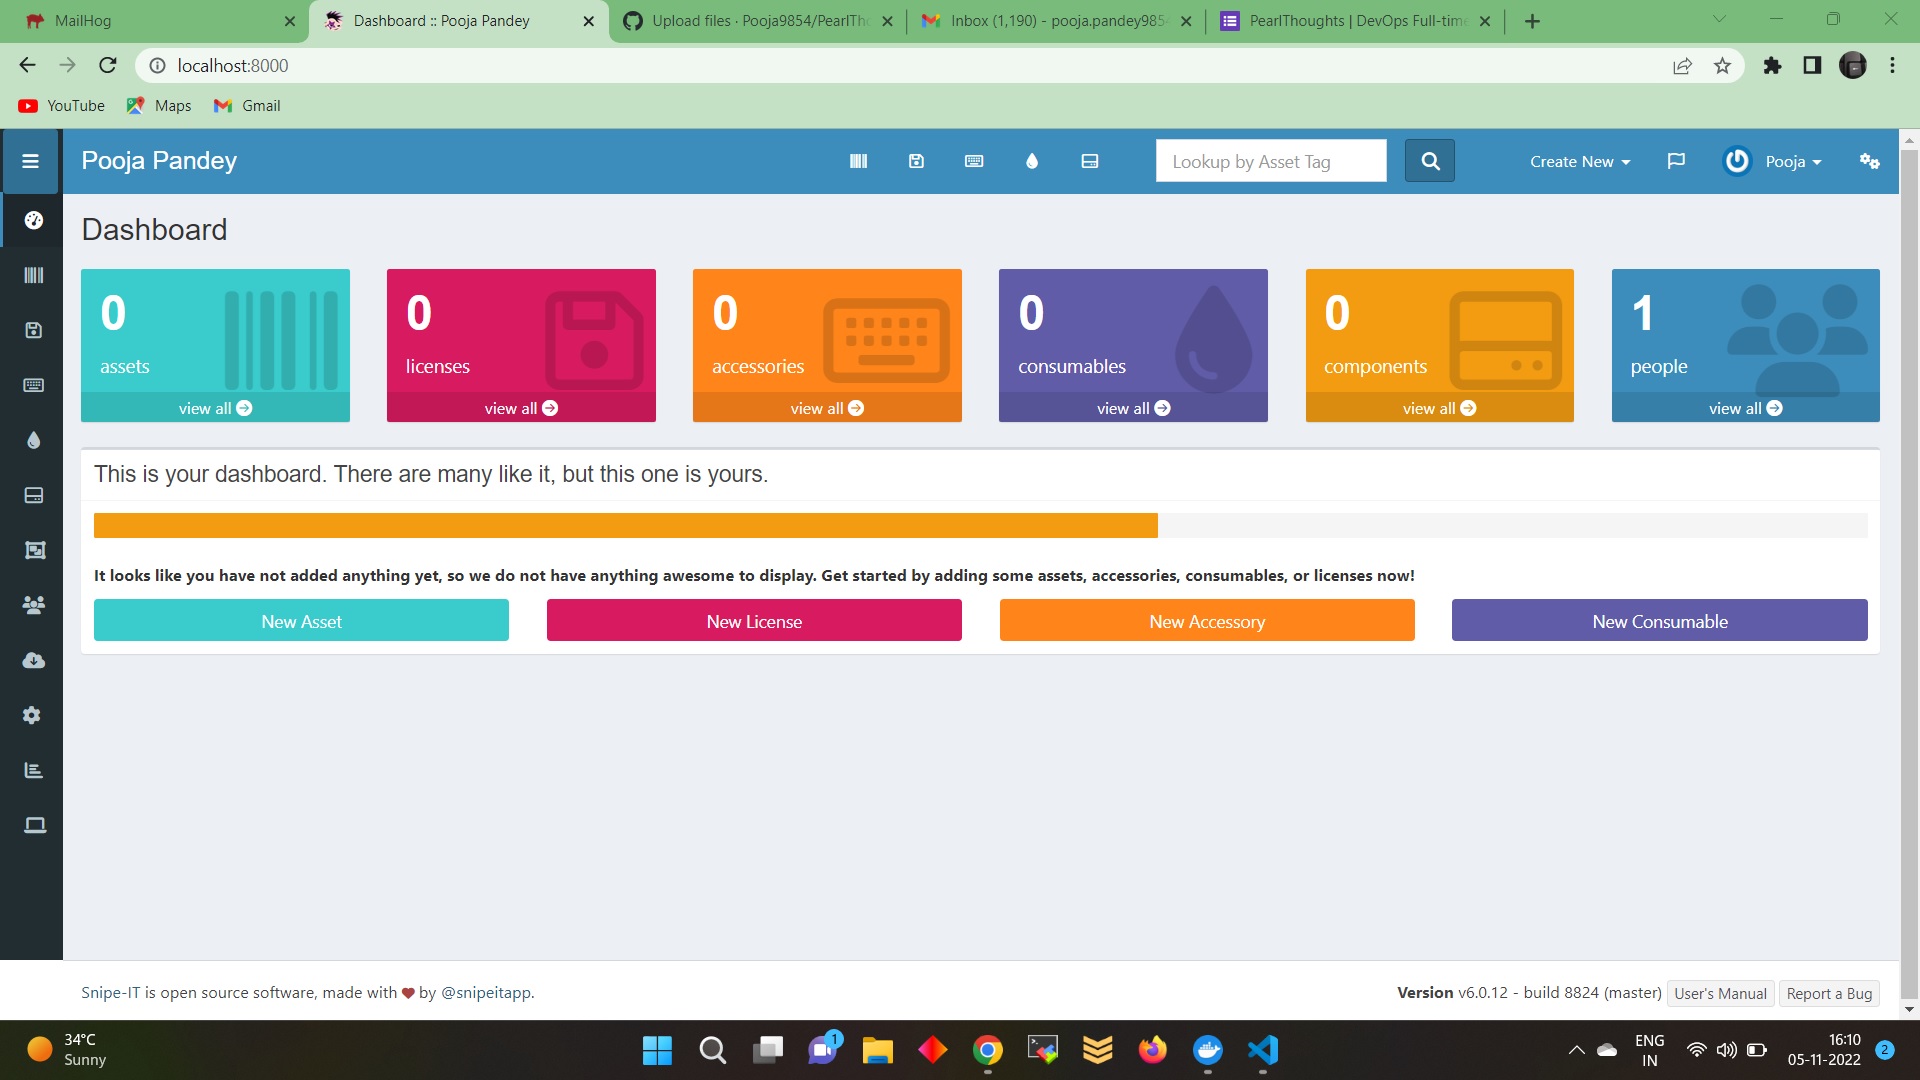 MailHog
Dashboard :: Pooja Pandey
Upload files · Pooja9854/PearlTho
Inbox (1,190) - pooja.pandey985
PearlThoughts | DevOps Full-time
localhost:8000
YouTube
Maps
Gmail
Pooja Pandey
Lookup by Asset Tag
Create New
Pooja
Dashboard
0
assets
view all
0
licenses
view all
0
accessories
view all
0
consumables
view all
0
components
view all
1
people
view all
This is your dashboard. There are many like it, but this one is yours.
It looks like you have not added anything yet, so we do not have anything awesome to display. Get started by adding some assets, accessories, consumables, or licenses now!
New Asset
New License
New Accessory
New Consumable
Snipe-IT is open source software, made with ❤ by @snipeitapp.
Version v6.0.12 - build 8824 (master)
User's Manual
Report a Bug
34°C
Sunny
1
ENG
IN
16:10
05-11-2022
2